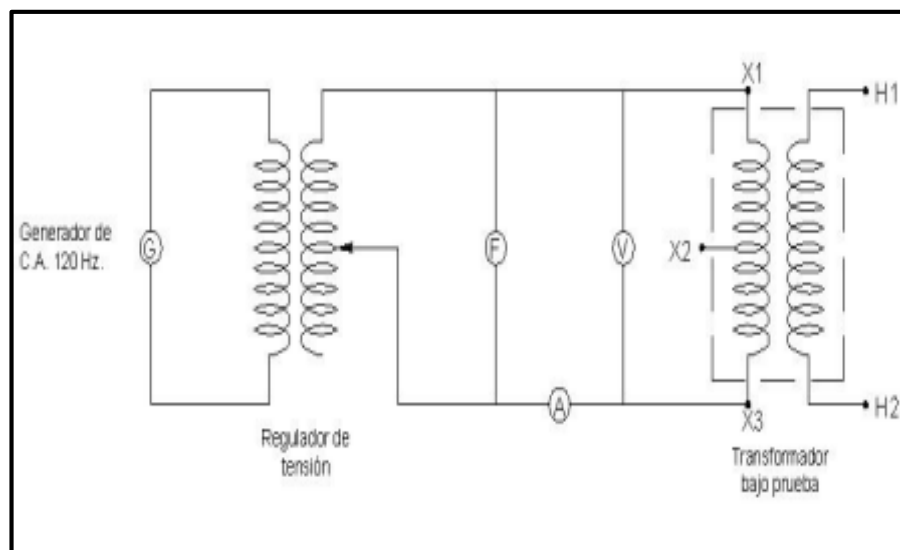 X1
H1
Generador de
C.A. 120 Hz.
G
F
V
X2
A
X3
H2
Regulador de
tensión
Transformador
bajo prueba